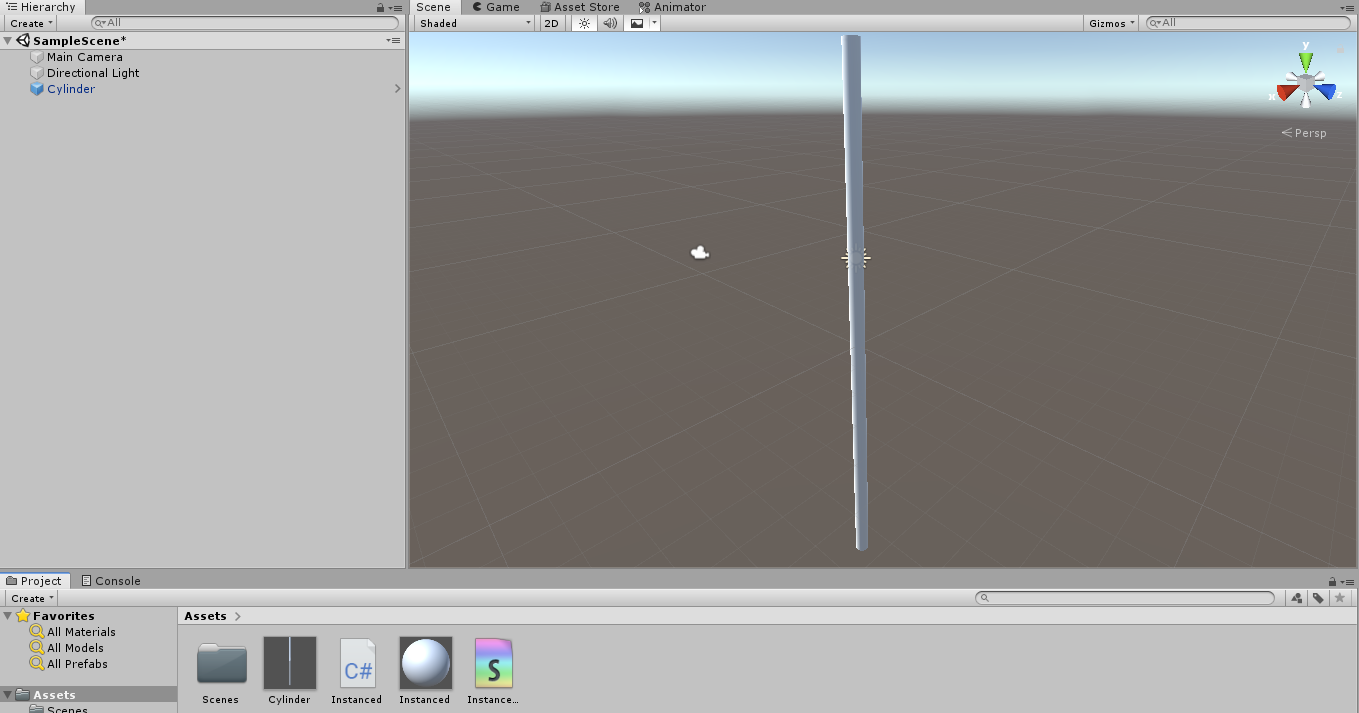 Hierarchy
Create
All
SampleScene*
Main Camera
Directional Light
Cylinder
Scene Game Asset Store Animator
Shaded 2D Gizmos All
y
x z
Persp
Project Console
Create
Favorites
All Materials
All Models
All Prefabs
Assets
Scenes
Assets
C# S
Scenes Cylinder Instanced Instanced Instance...